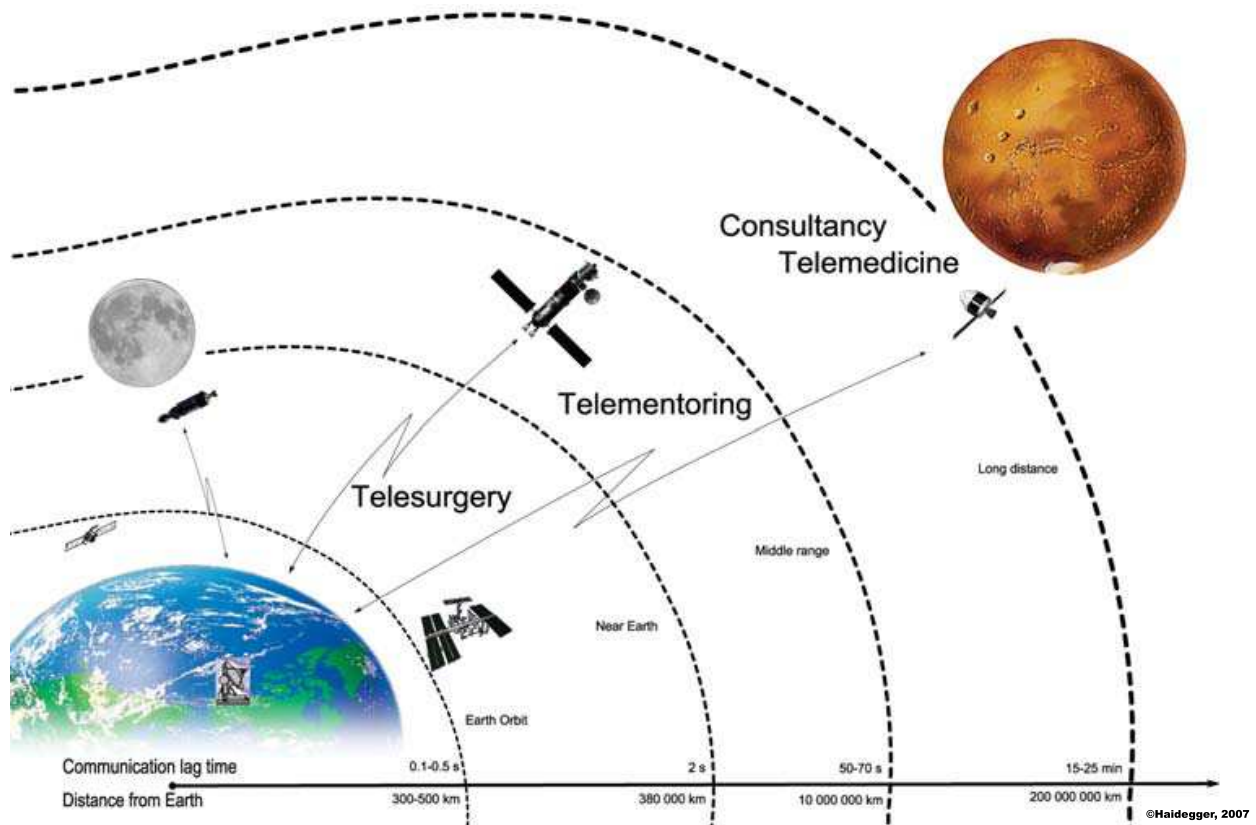 Consultancy
Telemedicine
Telementoring
Long distance
Telesurgery
Middle range
Near Earth
Earth Orbit
Communication lag time 0.1-0.5 s 2 s 50-70 s 15-25 min
Distance from Earth 300-500 km 380 000 km 10 000 000 km 200 000 000 km
©Haidegger, 2007